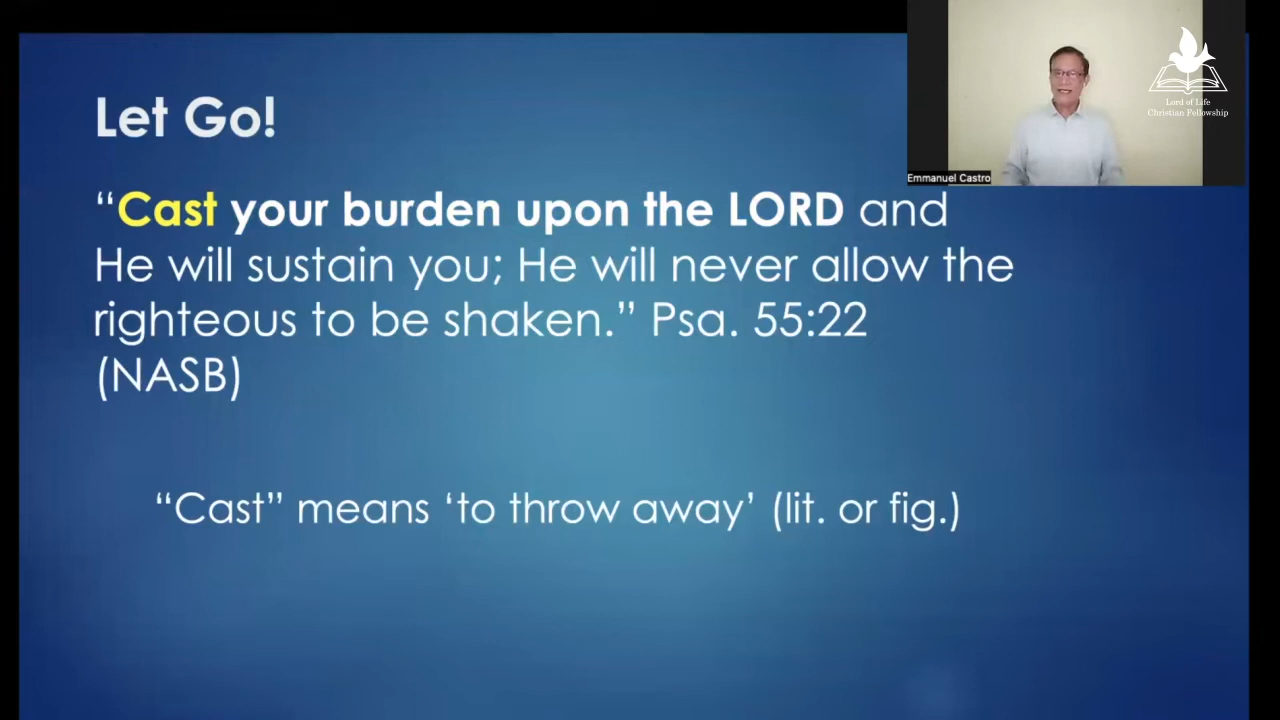 Let Go!
“Cast your burden upon the LORD and
He will sustain you; He will never allow the
righteous to be shaken.” Psa. 55:22
(NASB)
“Cast” means ‘to throw away’ (lit. or fig.)
Emmanuel Castro
Lord of Life
Christian Fellowship